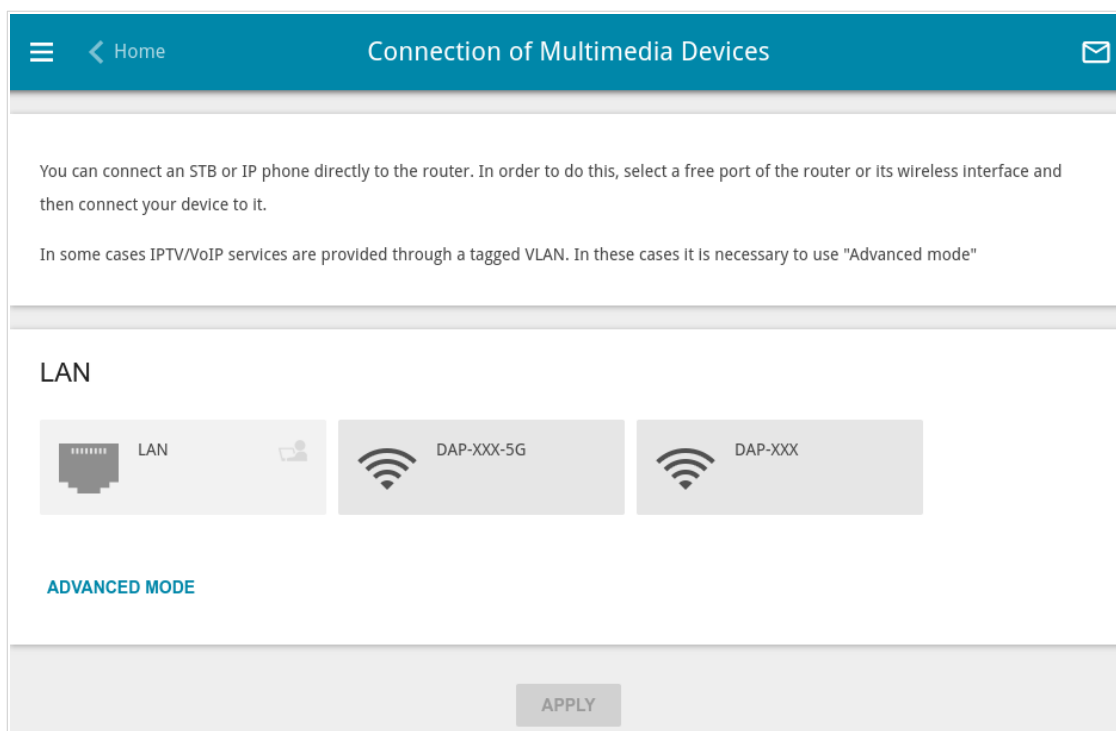 Home
Connection of Multimedia Devices
You can connect an STB or IP phone directly to the router. In order to do this, select a free port of the router or its wireless interface and
then connect your device to it.
In some cases IPTV/VoIP services are provided through a tagged VLAN. In these cases it is necessary to use "Advanced mode"
LAN
LAN
DAP-XXX-5G
DAP-XXX
ADVANCED MODE
APPLY